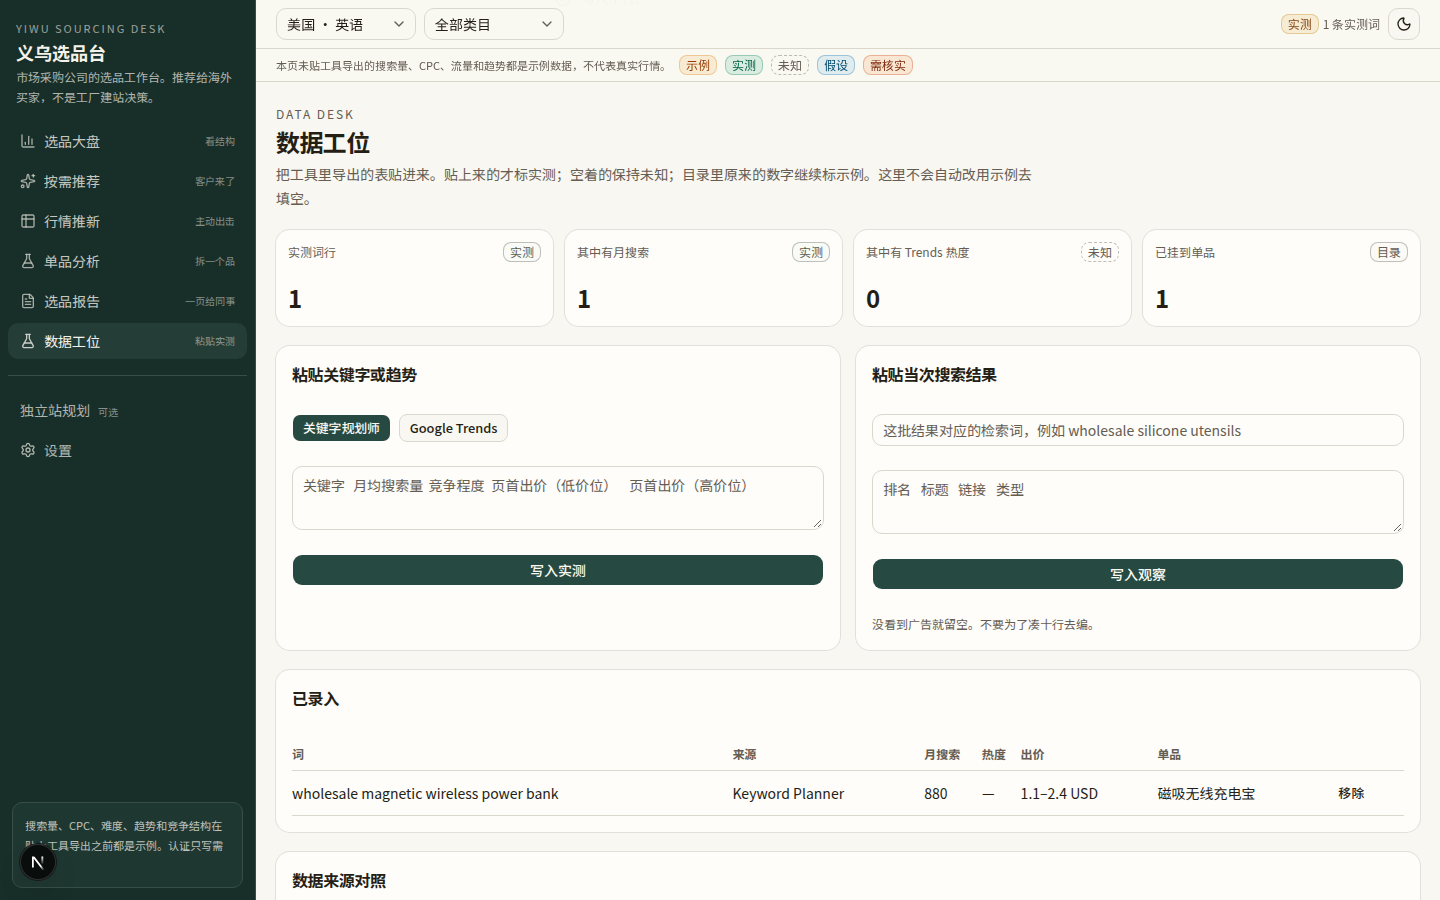 YIWU SOURCING DESK
义乌选品台
市场采购公司的选品工作台。推荐给海外
买家，不是工厂建站决策。
选品大盘 看结构
按需推荐 客户来了
行情推新 主动出击
单品分析 拆一个品
选品报告 一页给同事
数据工位 粘贴实测
独立站规划 可选
设置
搜索量、CPC、难度、趋势和竞争结构在
工具导出之前都是示例。认证只写需
N
美国 · 英语 全部类目 实测 1 条实测词
本页未贴工具导出的搜索量、CPC、流量和趋势都是示例数据，不代表真实行情。 示例 实测 未知 假设 需核实
DATA DESK
数据工位
把工具里导出的表贴进来。贴上来的才标实测；空着的保持未知；目录里原来的数字继续标示例。这里不会自动改用示例去
填空。
实测词行 实测
1
其中有月搜索 实测
1
其中有 Trends 热度 未知
0
已挂到单品 目录
1
粘贴关键字或趋势
关键字规划师 Google Trends
关键字 月均搜索量 竞争程度 页首出价（低价位） 页首出价（高价位）
写入实测
粘贴当次搜索结果
这批结果对应的检索词，例如 wholesale silicone utensils
排名 标题 链接 类型
写入观察
没看到广告就留空。不要为了凑十行去编。
已录入
词 来源 月搜索 热度 出价 单品
wholesale magnetic wireless power bank Keyword Planner 880 — 1.1–2.4 USD 磁吸无线充电宝 移除
数据来源对照